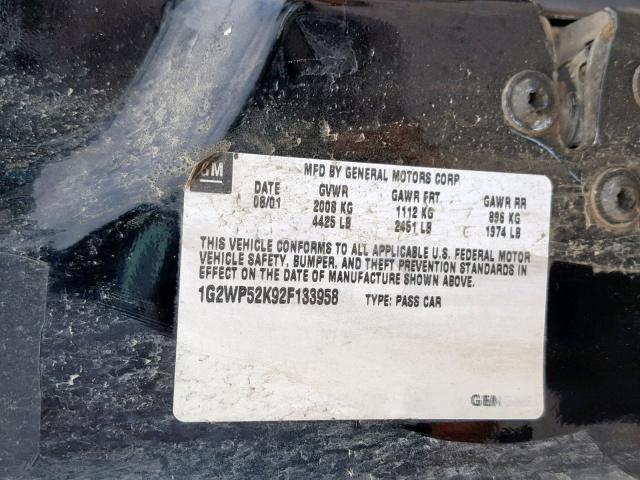 GM
MFD BY GENERAL MOTORS CORP
DATE GVWR GAWR FRT GAWR RR
08/01 2008 KG 1112 KG 896 KG
4425 LB 2451 LB 1974 LB
THIS VEHICLE CONFORMS TO ALL APPLICABLE U.S. FEDERAL MOTOR
VEHICLE SAFETY, BUMPER, AND THEFT PREVENTION STANDARDS IN
EFFECT ON THE DATE OF MANUFACTURE SHOWN ABOVE.
1G2WP52K92F133958 TYPE: PASS CAR
GEN